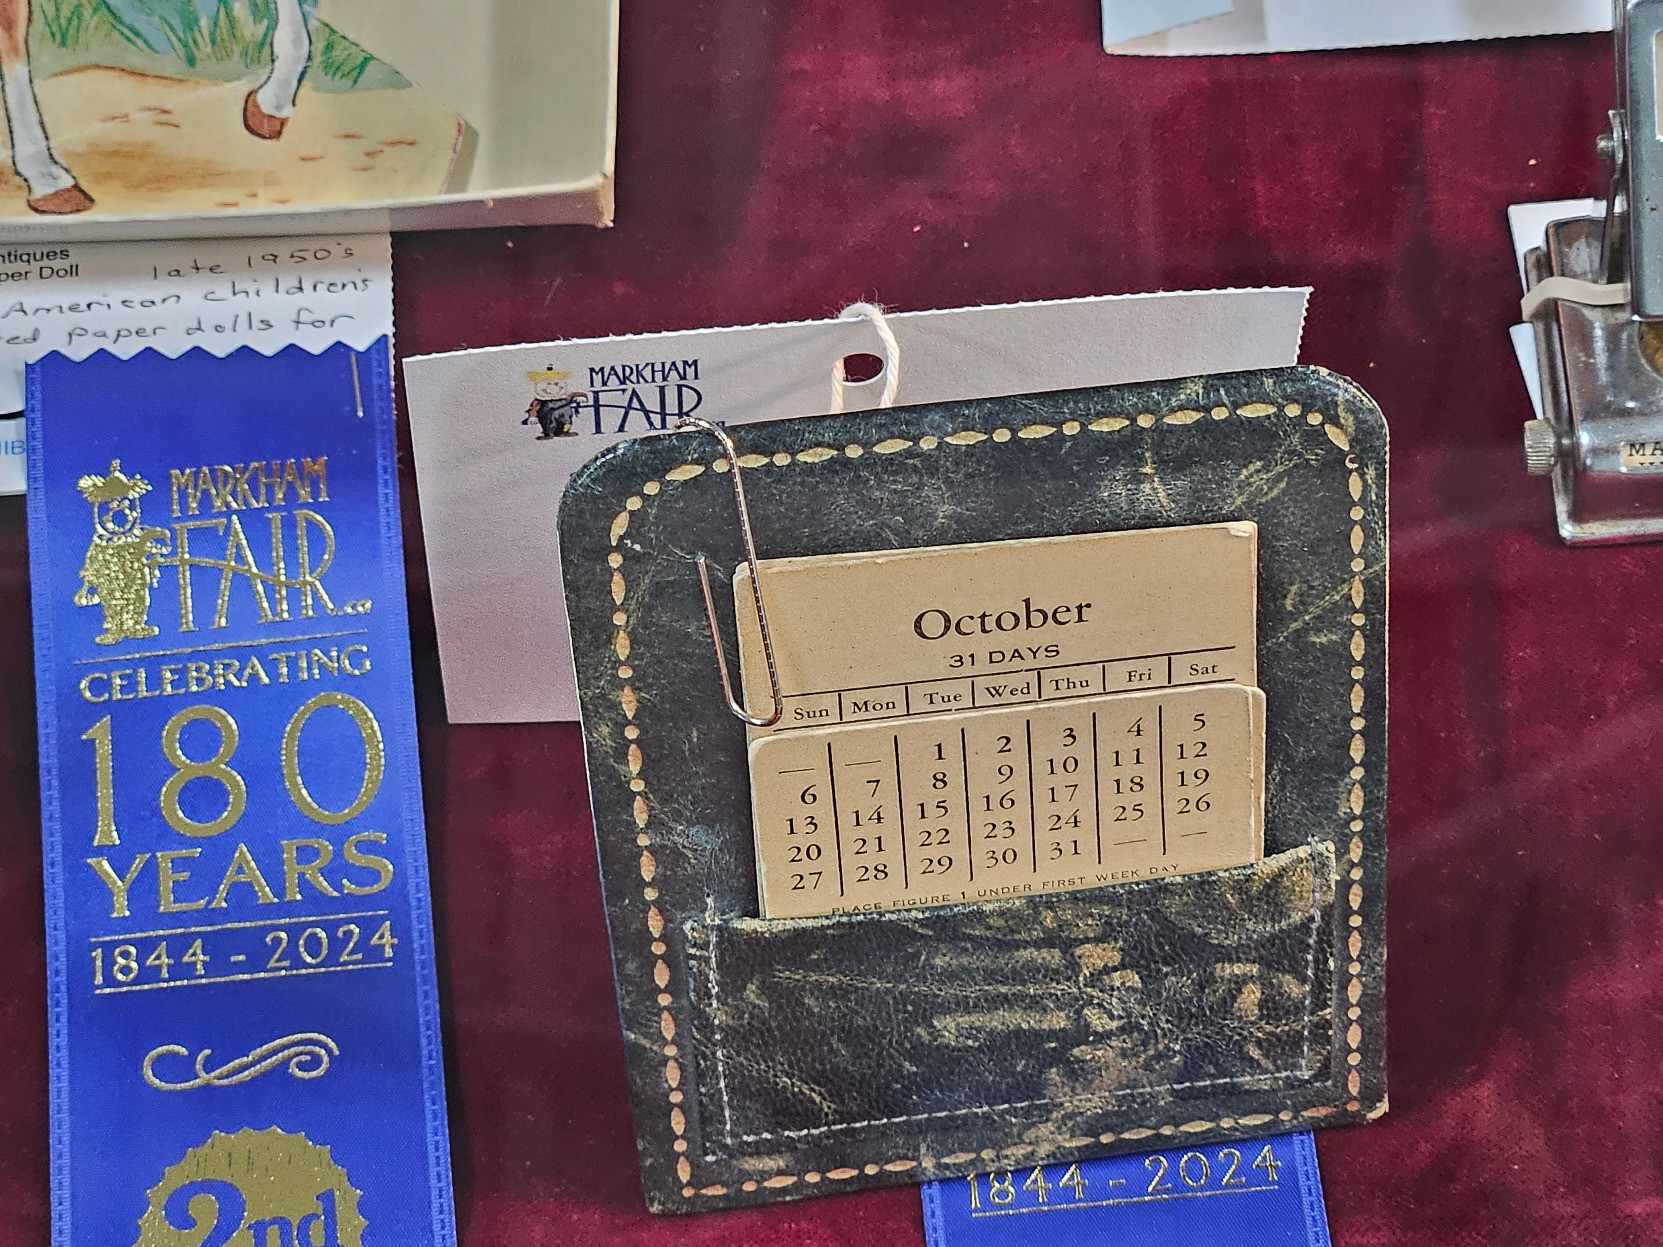 ntiques
per Doll
late 1950's
American children's
ed paper dolls for
HIB
MARKHAM
FAIR.ca
CELEBRATING
180
YEARS
1844 - 2024
2nd
MARKHAM
FAIR
October
31 DAYS
Sun Mon Tue Wed Thu Fri Sat
— — 1 2 3 4 5
6 7 8 9 10 11 12
13 14 15 16 17 18 19
20 21 22 23 24 25 26
27 28 29 30 31 — —
PLACE FIGURE 1 UNDER FIRST WEEK DAY
1844 - 2024
MA